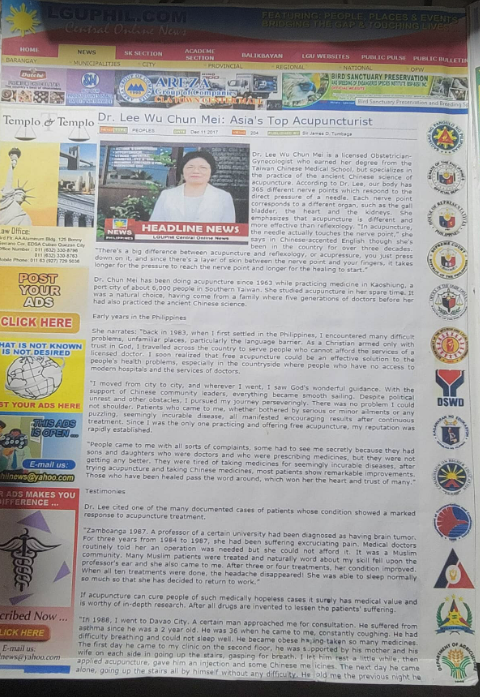 LGUPHIL.COM
Central Online News
FEATURING: PEOPLE, PLACES & EVENTS
BRIDGING THE GAP & TOUCHING LIVES
HOME
NEWS
SK SECTION
ACADEME SECTION
BALIKBAYAN
LGU WEBSITES
PUBLIC PULSE
PUBLIC BULLETIN
BARANGAY
MUNICIPALITIES
CITY
PROVINCIAL
REGIONAL
NATIONAL
OFW
AREZA
Group of Companies
BIRD SANCTUARY PRESERVATION
Templo & Templo
Dr. Lee Wu Chun Mei: Asia's Top Acupuncturist
PEOPLES
Dec 11 2017
204
By James D. Tumbaga
NEWS
HEADLINE NEWS
LGUPhil Central Online News
Dr. Lee Wu Chun Mei is a licensed Obstetrician-
Gynecologist who earned her degree from the
Taiwan Chinese Medical School, but specializes in
the practice of the ancient Chinese science of
acupuncture. According to Dr. Lee, our body has
365 different nerve points which respond to the
direct pressure of a needle. Each nerve point
corresponds to a different organ, such as the gall
bladder, the heart and the kidneys. She
emphasizes that acupuncture is different and
more effective than reflexology. "In acupuncture,
the needle actually touches the nerve point," she
says in Chinese-accented English though she's
been in the country for over three decades.
"There's a big difference between acupuncture and reflexology, or acupressure, you just press
down on it, and since there's a layer of skin between the nerve point and your fingers, it takes
longer for the pressure to reach the nerve point and longer for the healing to start."
Dr. Chun Mei has been doing acupuncture since 1963 while practicing medicine in Kaoshiung, a
port city of about 6,000 people in Southern Taiwan. She studied acupuncture in her spare time. It
was a natural choice, having come from a family where five generations of doctors before her
had also practiced the ancient Chinese science.
Early years in the Philippines
She narrates: "Back in 1983, when I first settled in the Philippines, I encountered many difficult
problems, unfamiliar places, particularly the language barrier. As a Christian armed only with
trust in God, I travelled across the country to serve people who cannot afford the services of a
licensed doctor. I soon realized that free acupuncture could be an effective solution to the
people's health problems, especially in the countryside where people who have no access to
modern hospitals and the services of doctors.
"I moved from city to city, and wherever I went, I saw God's wonderful guidance. With the
support of Chinese community leaders, everything became smooth sailing. Despite political
unrest and other obstacles, I pursued my journey perseveringly. There was no problem I could
not shoulder. Patients who came to me, whether bothered by serious or minor ailments or any
puzzling, seemingly incurable disease, all manifested encouraging results after continuous
treatment. Since I was the only one practicing and offering free acupuncture, my reputation was
rapidly established.
"People came to me with all sorts of complaints, some had to see me secretly because they had
sons and daughters who were doctors and who were prescribing medicines, but they were not
getting any better. They were tired of taking medicines for seemingly incurable diseases, after
trying acupuncture and taking Chinese medicines, most patients show remarkable improvements.
Those who have been healed pass the word around, which won her the heart and trust of many."
Testimonies
Dr. Lee cited one of the many documented cases of patients whose condition showed a marked
response to acupuncture treatment.
"Zamboanga 1987. A professor of a certain university had been diagnosed as having brain tumor.
For three years from 1984 to 1987, she had been suffering excruciating pain. Medical doctors
routinely told her an operation was needed but she could not afford it. It was a Muslim
community. Many Muslim patients were treated and naturally word about my skill fell upon the
professor's ear and she also came to me. After three or four treatments, her condition improved.
When all ten treatments were done, the headache disappeared! She was able to sleep normally
so much so that she has decided to return to work."
If acupuncture can cure people of such medically hopeless cases it surely has medical value and
is worthy of in-depth research. After all drugs are invented to lessen the patients' suffering.
"In 1988, I went to Davao City. A certain man approached me for consultation. He suffered from
asthma since he was a 2 year old. He was 36 when he came to me, constantly coughing. He had
difficulty breathing and could not sleep well. He became obese having taken so many medicines.
The first day he came to my clinic on the second floor, he was supported by his mother and his
wife on each side in going up the stairs, gasping for breath. I let him rest a little while, then
applied acupuncture, gave him an injection and some Chinese medicines. The next day he came
alone, going up the stairs all by himself without any difficulty. He told me the previous night he
POST
YOUR
ADS
CLICK HERE
WHAT IS NOT KNOWN
IS NOT DESIRED
POST YOUR ADS HERE
THIS ADS
IS OPEN ...
E-mail us:
philnews@yahoo.com
R ADS MAKES YOU
DIFFERENCE ...
cribed Now ...
CLICK HERE
E-mail us:
news@yahoo.com
DSWD